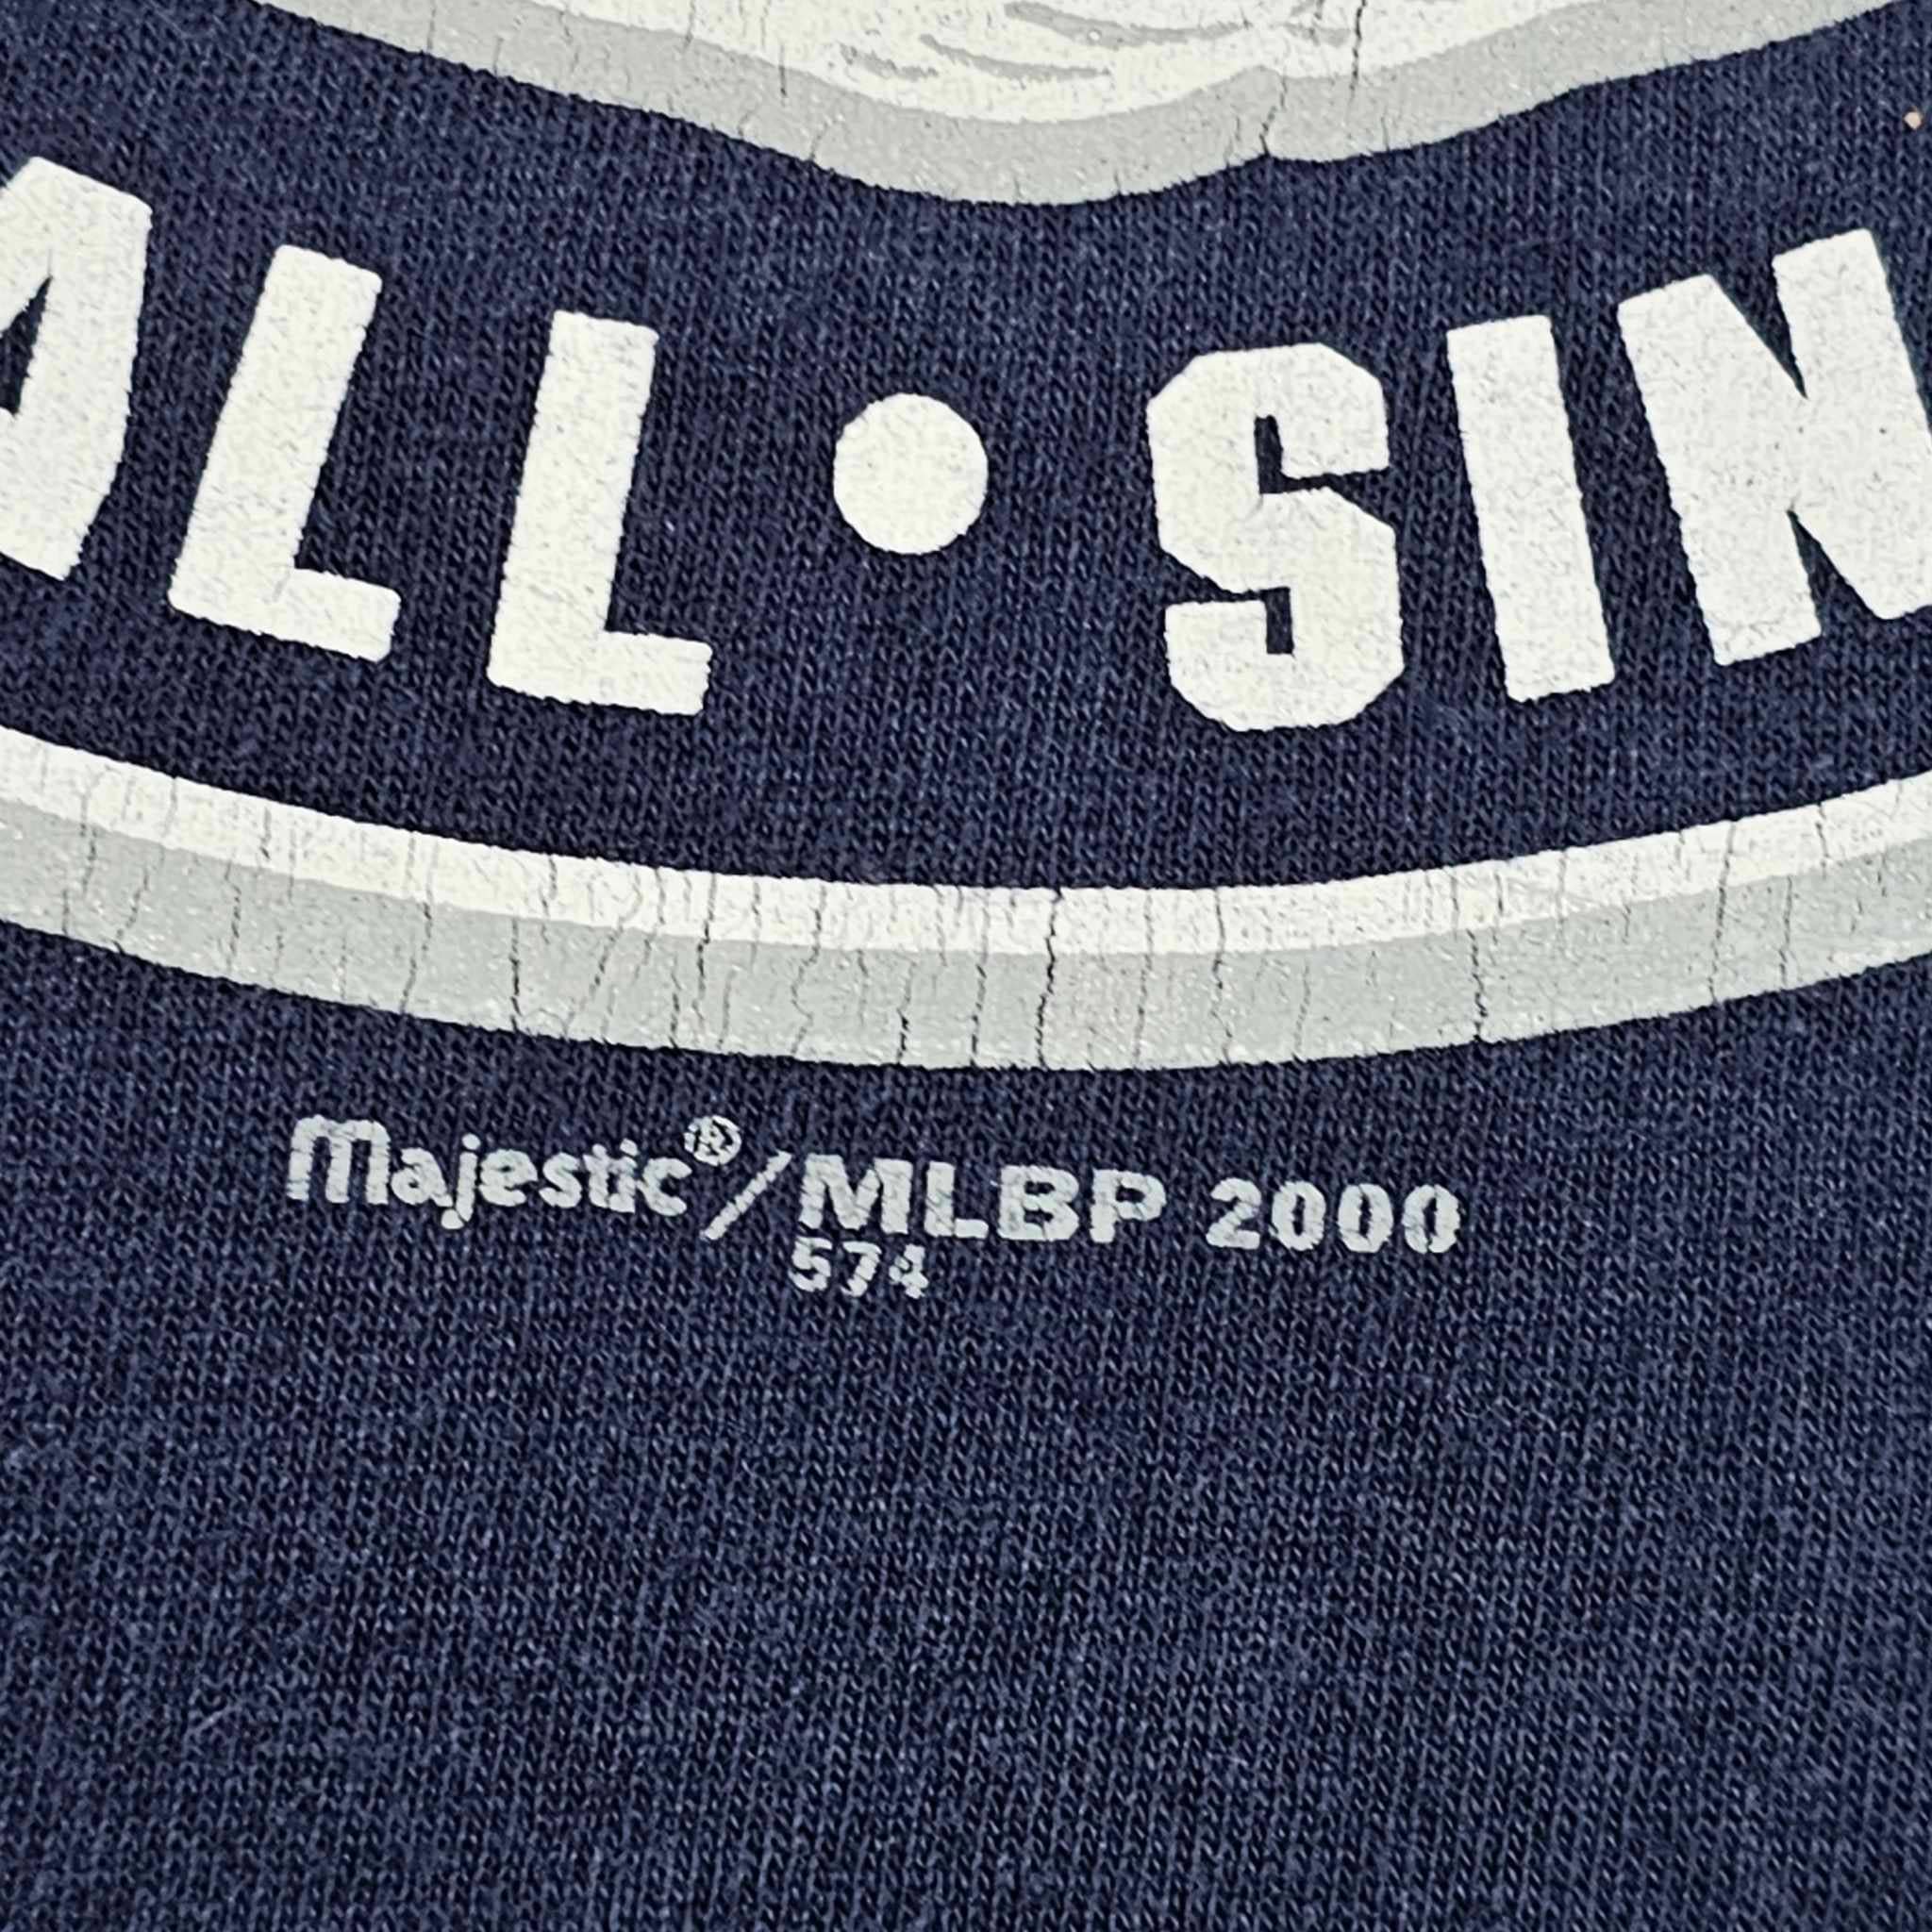 ALL • SIN
Majestic®/MLBP 2000
574